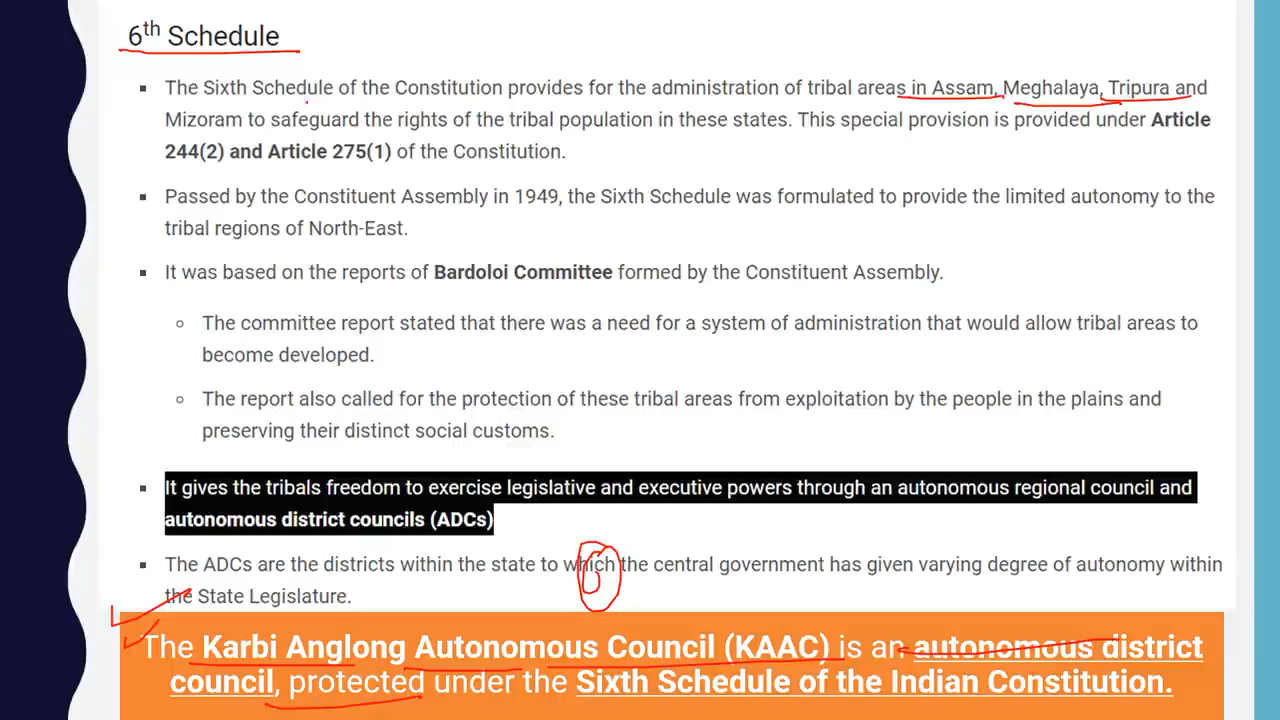 6th Schedule
▪ The Sixth Schedule of the Constitution provides for the administration of tribal areas in Assam, Meghalaya, Tripura and
Mizoram to safeguard the rights of the tribal population in these states. This special provision is provided under Article
244(2) and Article 275(1) of the Constitution.
▪ Passed by the Constituent Assembly in 1949, the Sixth Schedule was formulated to provide the limited autonomy to the
tribal regions of North-East.
▪ It was based on the reports of Bardoloi Committee formed by the Constituent Assembly.
○ The committee report stated that there was a need for a system of administration that would allow tribal areas to
become developed.
○ The report also called for the protection of these tribal areas from exploitation by the people in the plains and
preserving their distinct social customs.
▪ It gives the tribals freedom to exercise legislative and executive powers through an autonomous regional council and
autonomous district councils (ADCs)
▪ The ADCs are the districts within the state to which the central government has given varying degree of autonomy within
the State Legislature.
6
The Karbi Anglong Autonomous Council (KAAC) is an autonomous district
council, protected under the Sixth Schedule of the Indian Constitution.